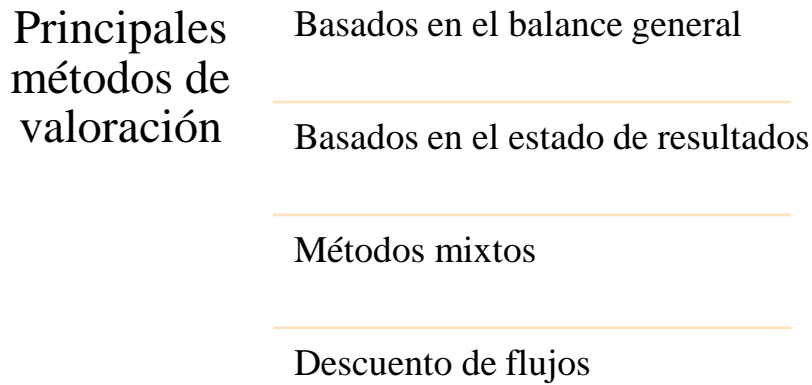 Principales
métodos de
valoración
Basados en el balance general
Basados en el estado de resultados
Métodos mixtos
Descuento de flujos